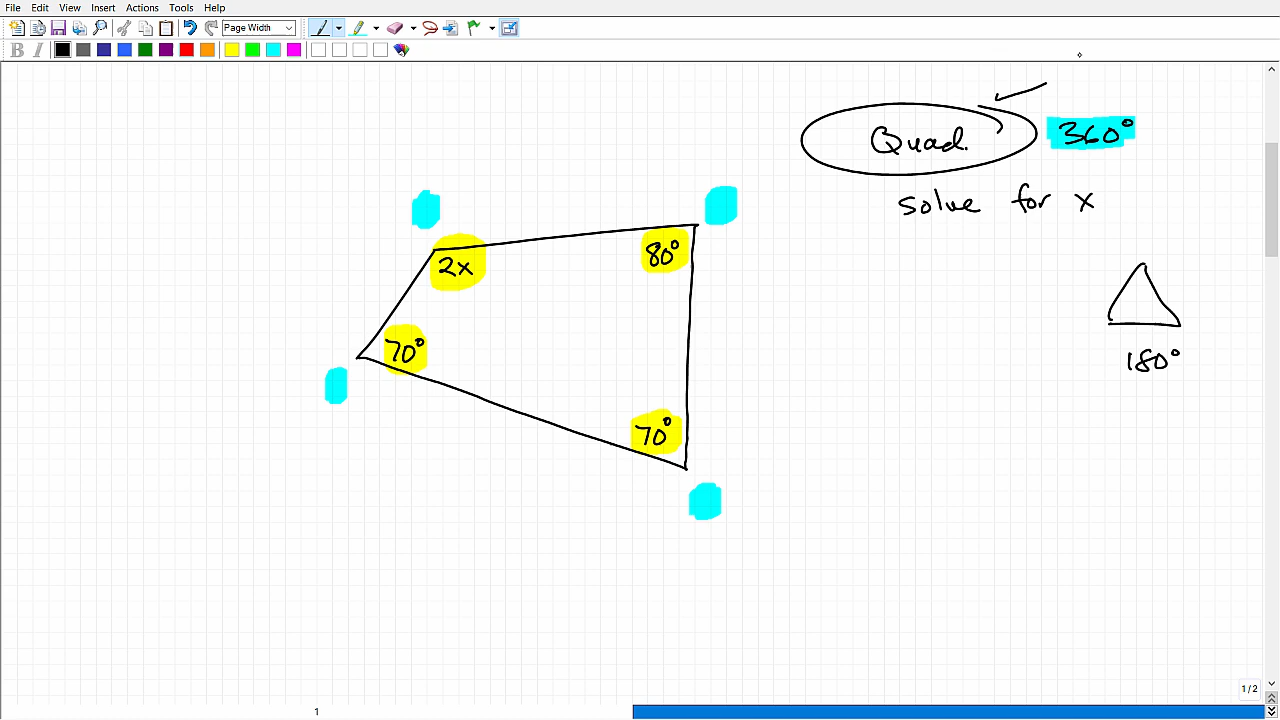 File Edit View Insert Actions Tools Help
Page Width
B I
Quad. 360°
solve for x
2x
80°
70°
70°
180°
1/2
1